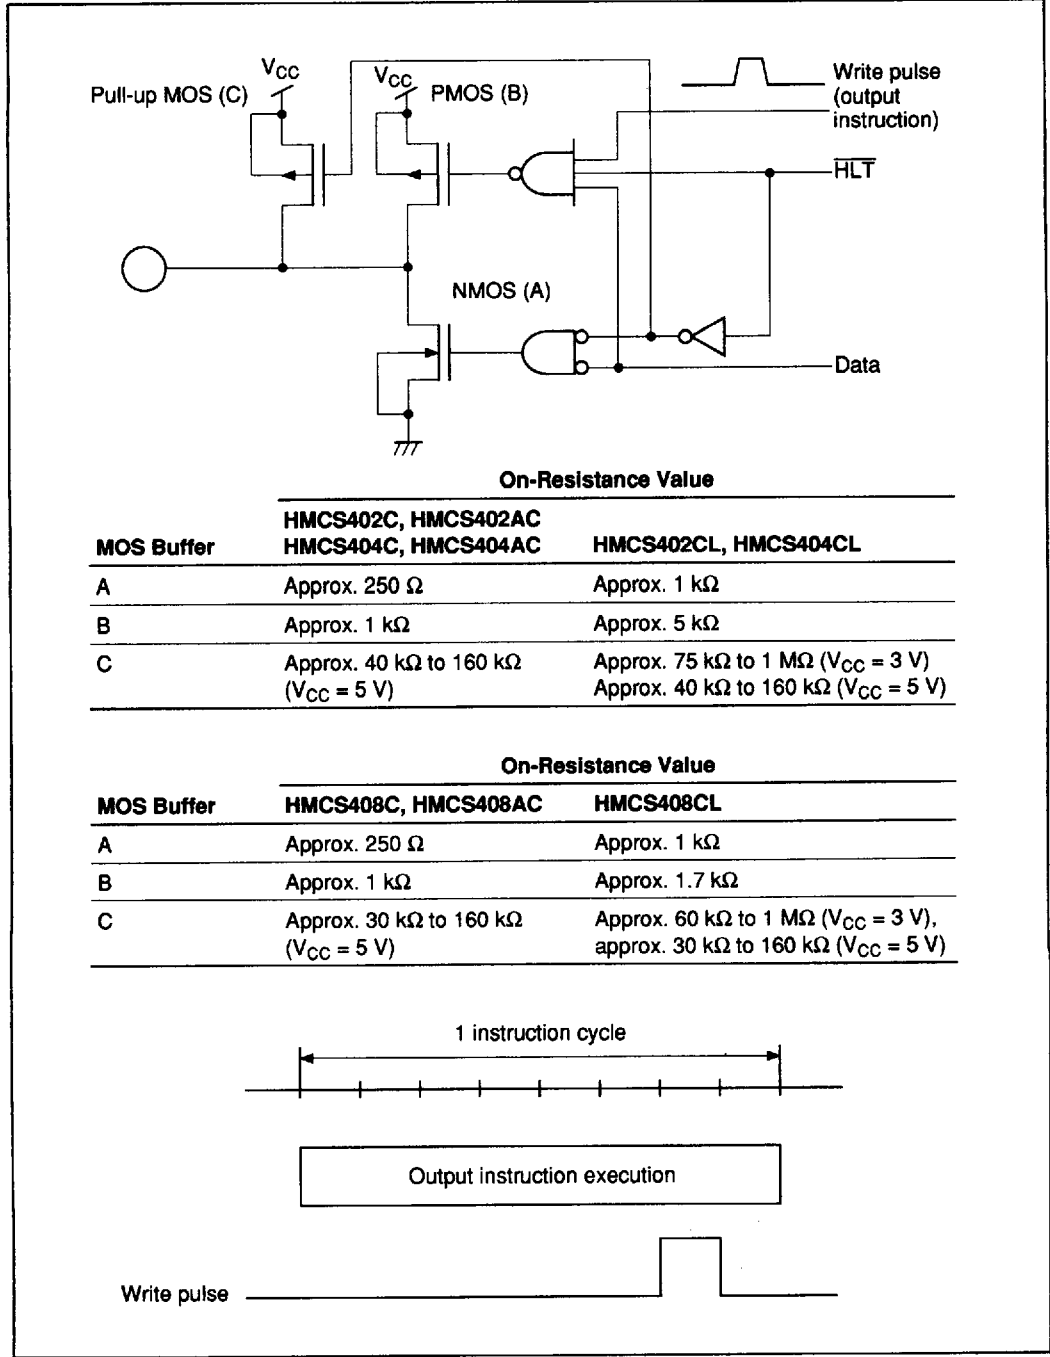 Pull-up MOS (C)
VCC
VCC
PMOS (B)
Write pulse
(output
instruction)
HLT
NMOS (A)
Data
On-Resistance Value
MOS Buffer
HMCS402C, HMCS402AC
HMCS404C, HMCS404AC
HMCS402CL, HMCS404CL
A
Approx. 250 Ω
Approx. 1 kΩ
B
Approx. 1 kΩ
Approx. 5 kΩ
C
Approx. 40 kΩ to 160 kΩ
(VCC = 5 V)
Approx. 75 kΩ to 1 MΩ (VCC = 3 V)
Approx. 40 kΩ to 160 kΩ (VCC = 5 V)
On-Resistance Value
MOS Buffer
HMCS408C, HMCS408AC
HMCS408CL
A
Approx. 250 Ω
Approx. 1 kΩ
B
Approx. 1 kΩ
Approx. 1.7 kΩ
C
Approx. 30 kΩ to 160 kΩ
(VCC = 5 V)
Approx. 60 kΩ to 1 MΩ (VCC = 3 V),
approx. 30 kΩ to 160 kΩ (VCC = 5 V)
1 instruction cycle
Output instruction execution
Write pulse